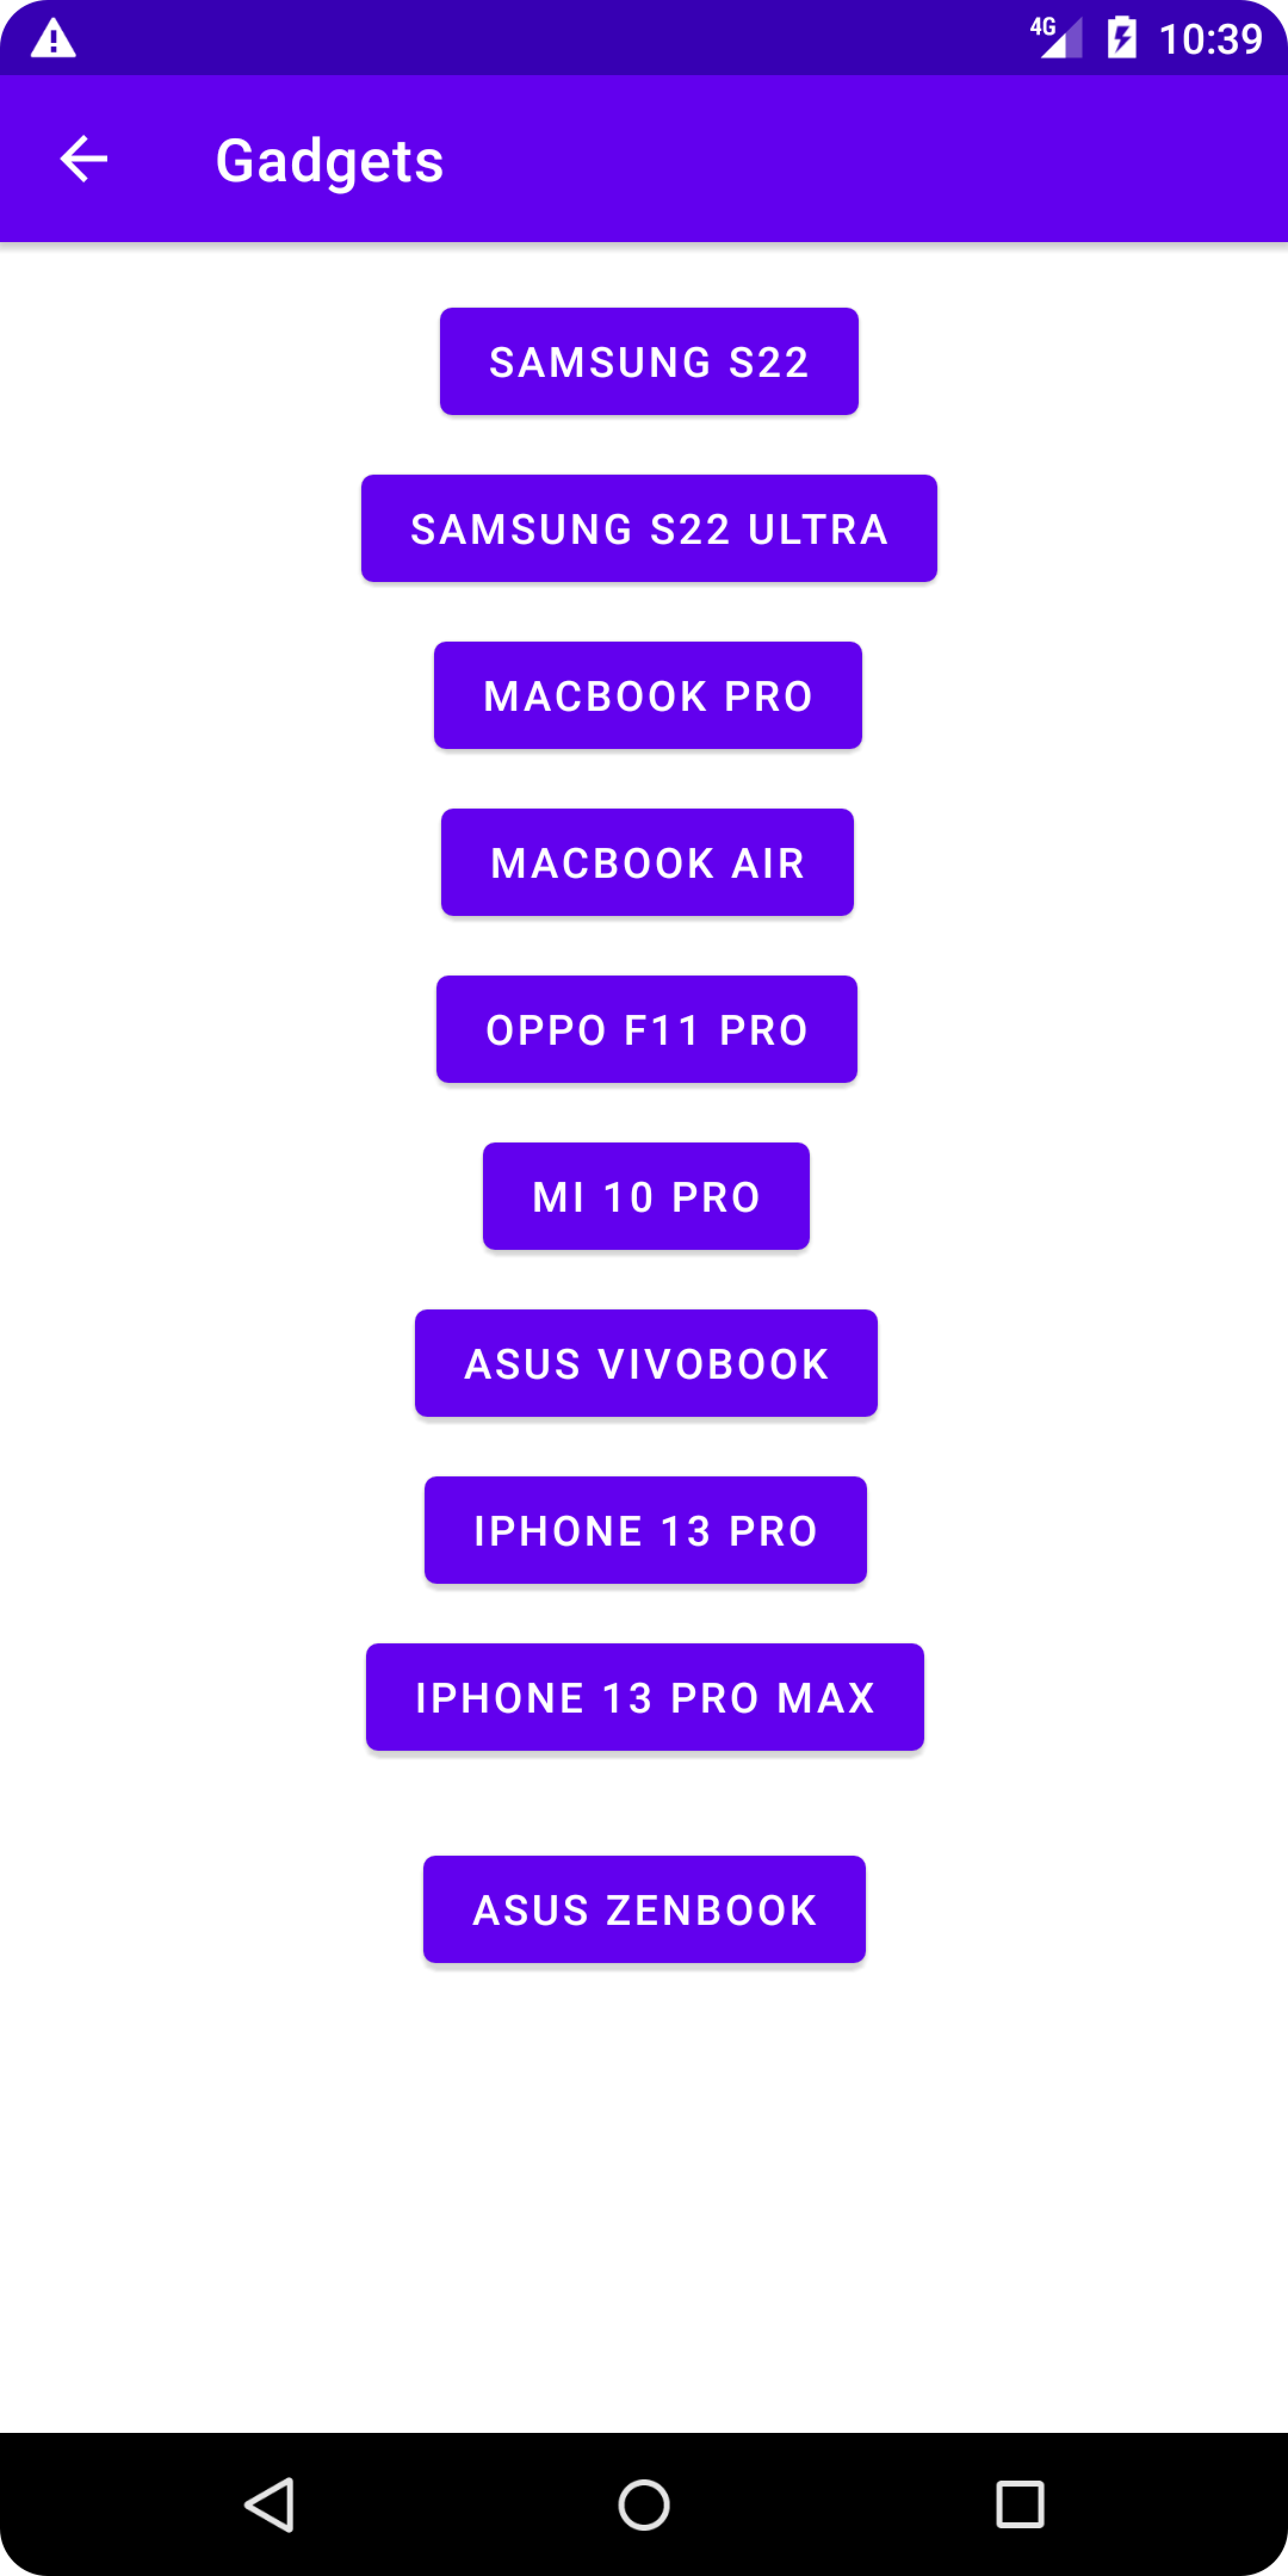 4G 10:39
Gadgets
SAMSUNG S22
SAMSUNG S22 ULTRA
MACBOOK PRO
MACBOOK AIR
OPPO F11 PRO
MI 10 PRO
ASUS VIVOBOOK
IPHONE 13 PRO
IPHONE 13 PRO MAX
ASUS ZENBOOK